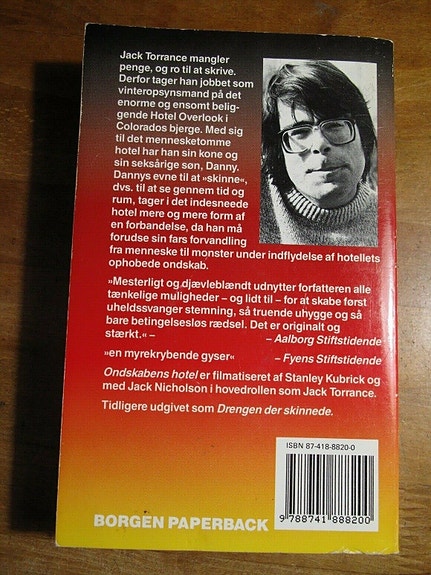 Jack Torrance mangler
penge, og ro til at skrive.
Derfor tager han jobbet som
vinteropsynsmand på det
enorme og ensomt belig-
gende Hotel Overlook i
Colorados bjerge. Med sig
til det mennesketomme
hotel har han sin kone og
sin seksårige søn, Danny.
Dannys evne til at »skinne«,
dvs. til at se gennem tid og
rum, tager i det indesneede
hotel mere og mere form af
en forbandelse, da han må
forudse sin fars forvandling
fra menneske til monster under indflydelse af hotellets
ophobede ondskab.
»Mesterligt og djævleblændt udnytter forfatteren alle
tænkelige muligheder – og lidt til – for at skabe først
uheldssvanger stemning, så truende uhygge og så
bare betingelsesløs rædsel. Det er originalt og
stærkt.« – – Aalborg Stiftstidende
»en myrekrybende gyser« – Fyens Stiftstidende
Ondskabens hotel er filmatiseret af Stanley Kubrick og
med Jack Nicholson i hovedrollen som Jack Torrance.
Tidligere udgivet som Drengen der skinnede.
ISBN 87-418-8820-0
9 788741 888200
BORGEN PAPERBACK